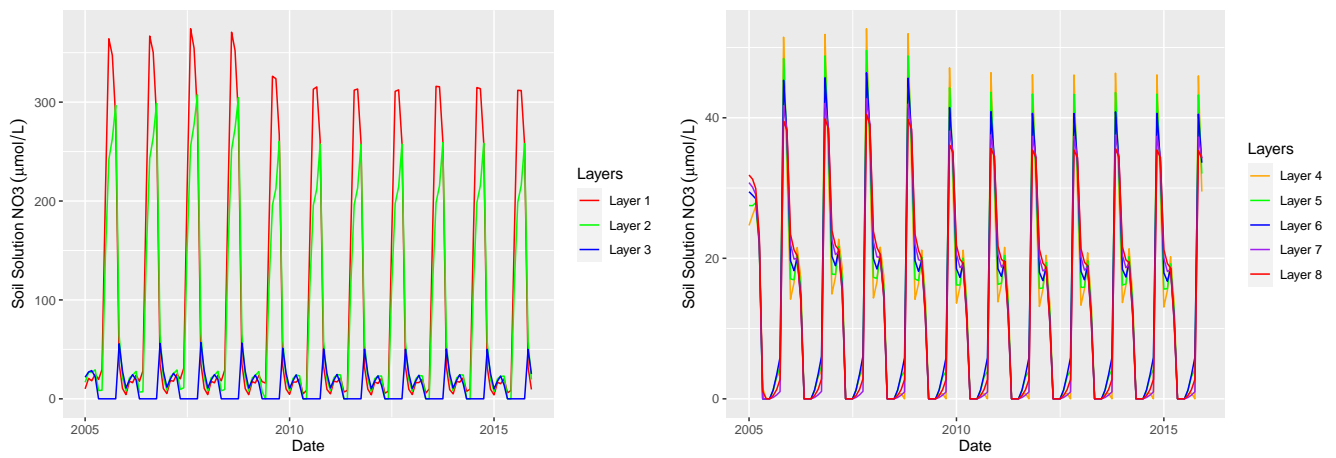 Soil Solution NO3 (μmol/L)
300
200
100
0
2005
2010
2015
Date
Layers
Layer 1
Layer 2
Layer 3
Soil Solution NO3 (μmol/L)
40
20
0
2005
2010
2015
Date
Layers
Layer 4
Layer 5
Layer 6
Layer 7
Layer 8